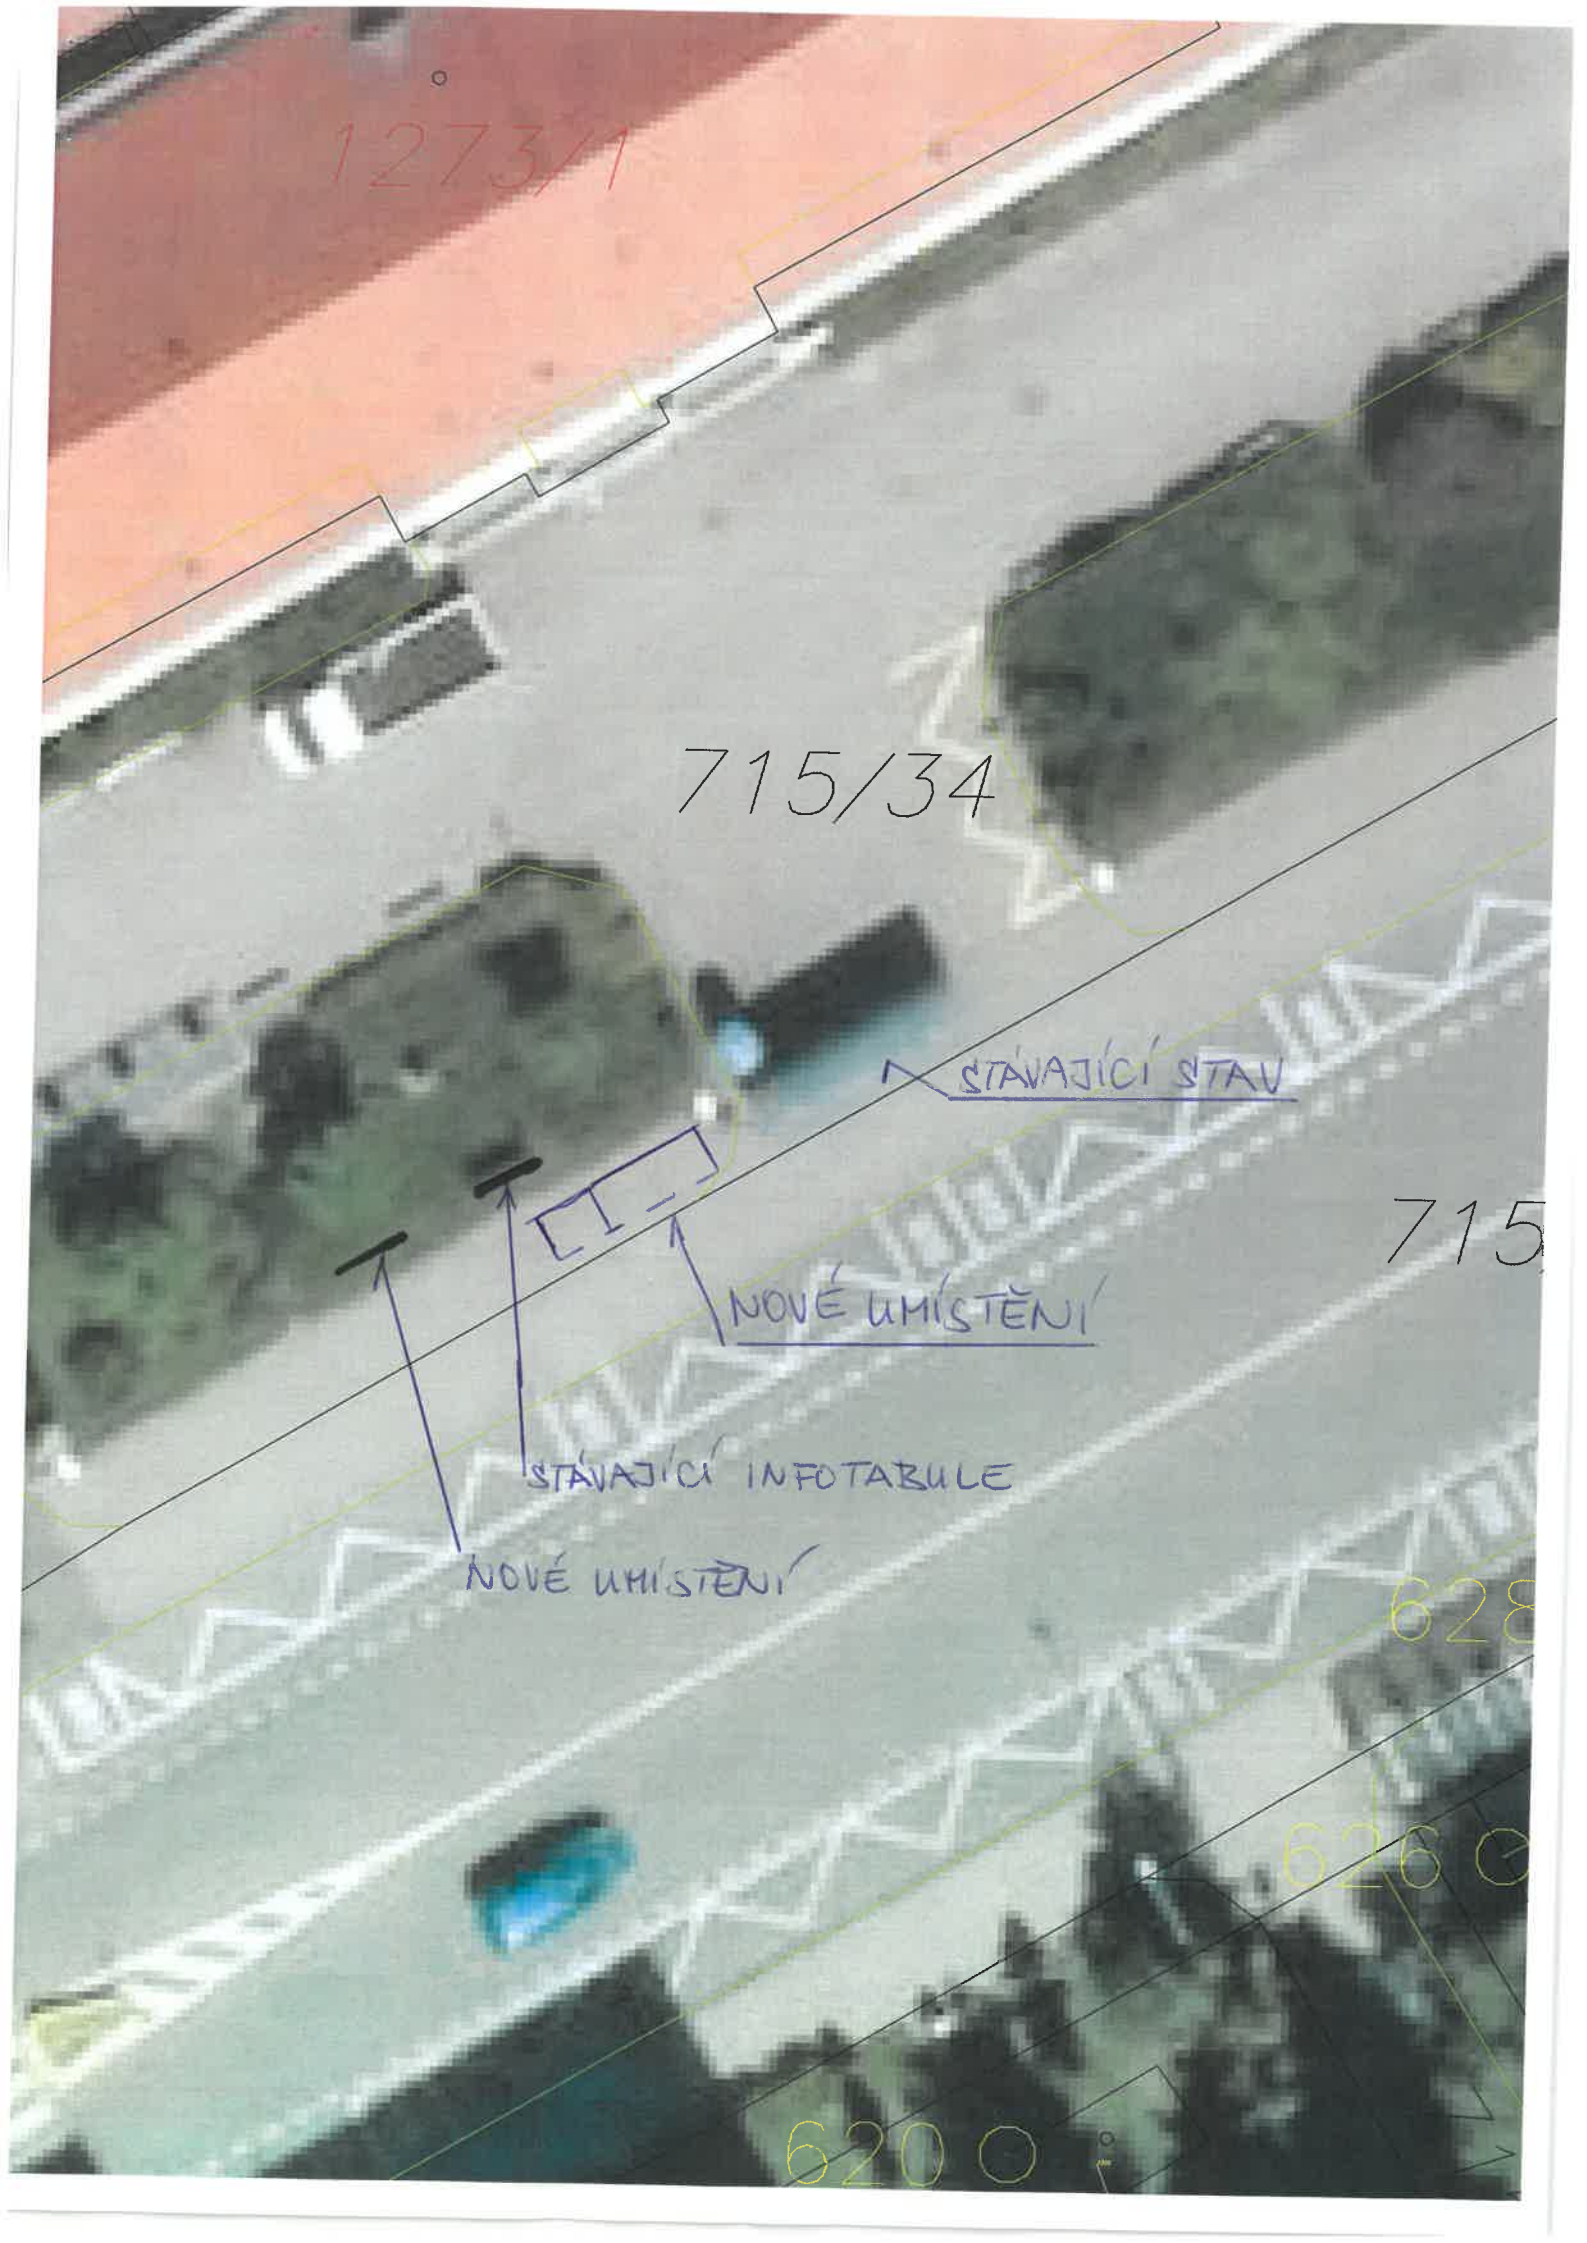 1273/1
715/34
STÁVAJÍCÍ STAV
715
NOVÉ UMÍSTĚNÍ
STÁVAJÍCÍ INFOTABULE
NOVÉ UMÍSTĚNÍ
628
626
620